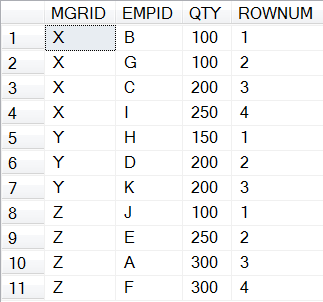 MGRID EMPID QTY ROWNUM
1 X B 100 1
2 X G 100 2
3 X C 200 3
4 X I 250 4
5 Y H 150 1
6 Y D 200 2
7 Y K 200 3
8 Z J 100 1
9 Z E 250 2
10 Z A 300 3
11 Z F 300 4